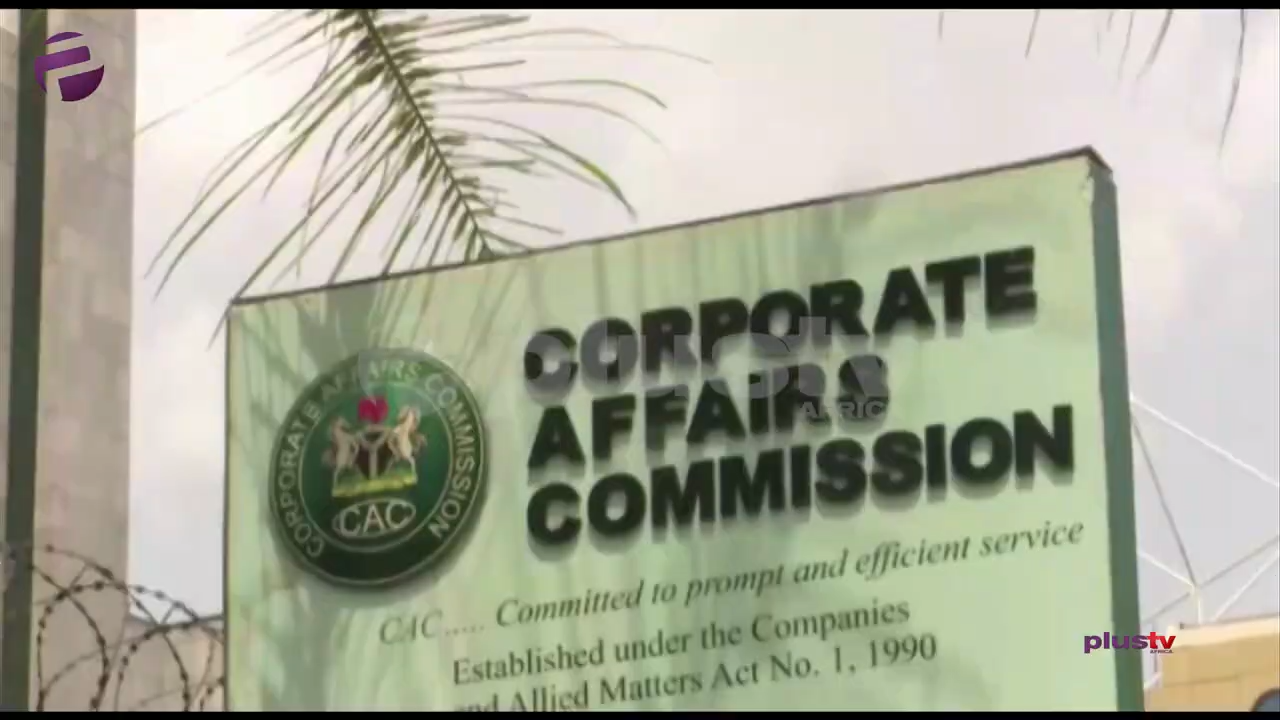 CORPORATE
AFFAIRS
COMMISSION
CORPORATE AFFAIRS COMMISSION
CAC
CAC..... Committed to prompt and efficient service
Established under the Companies
and Allied Matters Act No. 1, 1990
plustv
AFRICA